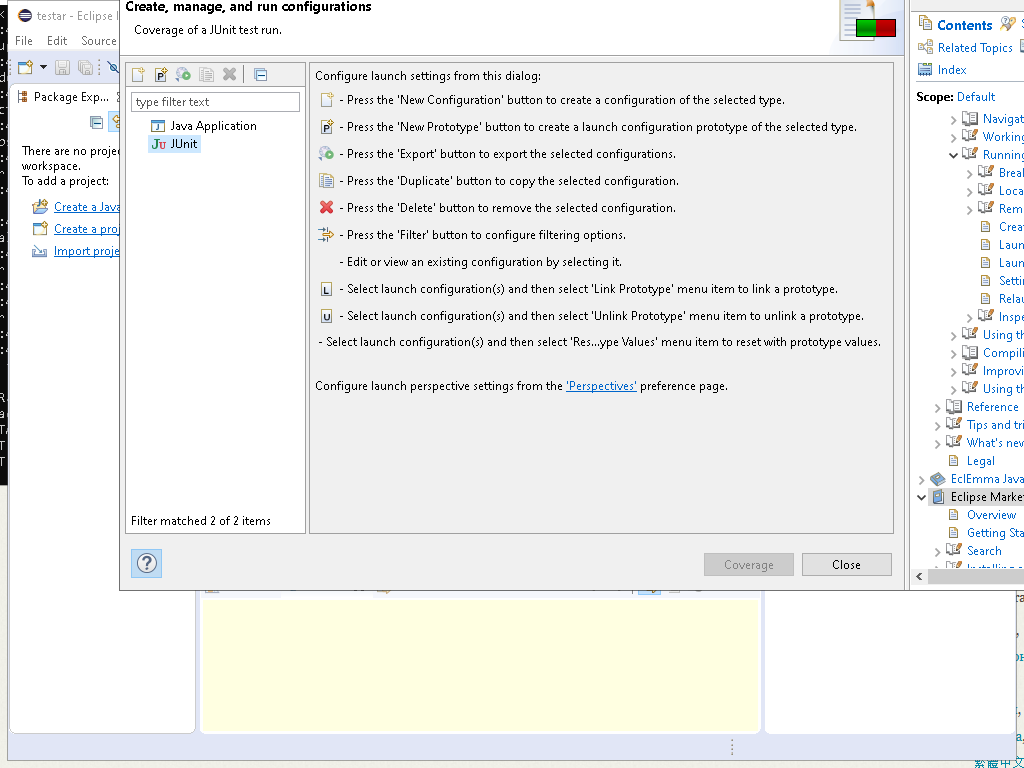 testar - Eclipse I
File Edit Source
Package Exp...
There are no proje
workspace.
To add a project:
Create a Java
Create a proj
Import proje
Create, manage, and run configurations
Coverage of a JUnit test run.
type filter text
Java Application
JUnit
Filter matched 2 of 2 items
Configure launch settings from this dialog:
- Press the 'New Configuration' button to create a configuration of the selected type.
- Press the 'New Prototype' button to create a launch configuration prototype of the selected type.
- Press the 'Export' button to export the selected configurations.
- Press the 'Duplicate' button to copy the selected configuration.
- Press the 'Delete' button to remove the selected configuration.
- Press the 'Filter' button to configure filtering options.
- Edit or view an existing configuration by selecting it.
- Select launch configuration(s) and then select 'Link Prototype' menu item to link a prototype.
- Select launch configuration(s) and then select 'Unlink Prototype' menu item to unlink a prototype.
- Select launch configuration(s) and then select 'Res...ype Values' menu item to reset with prototype values.
Configure launch perspective settings from the 'Perspectives' preference page.
Coverage Close
Contents
Related Topics
Index
Scope: Default
Navigat
Working
Running
Break
Loca
Rem
Creat
Laun
Laun
Settin
Relau
Inspe
Using th
Compili
Improvi
Using th
Reference
Tips and tri
What's new
Legal
EclEmma Java
Eclipse Marke
Overview
Getting Sta
Search
繁體中文